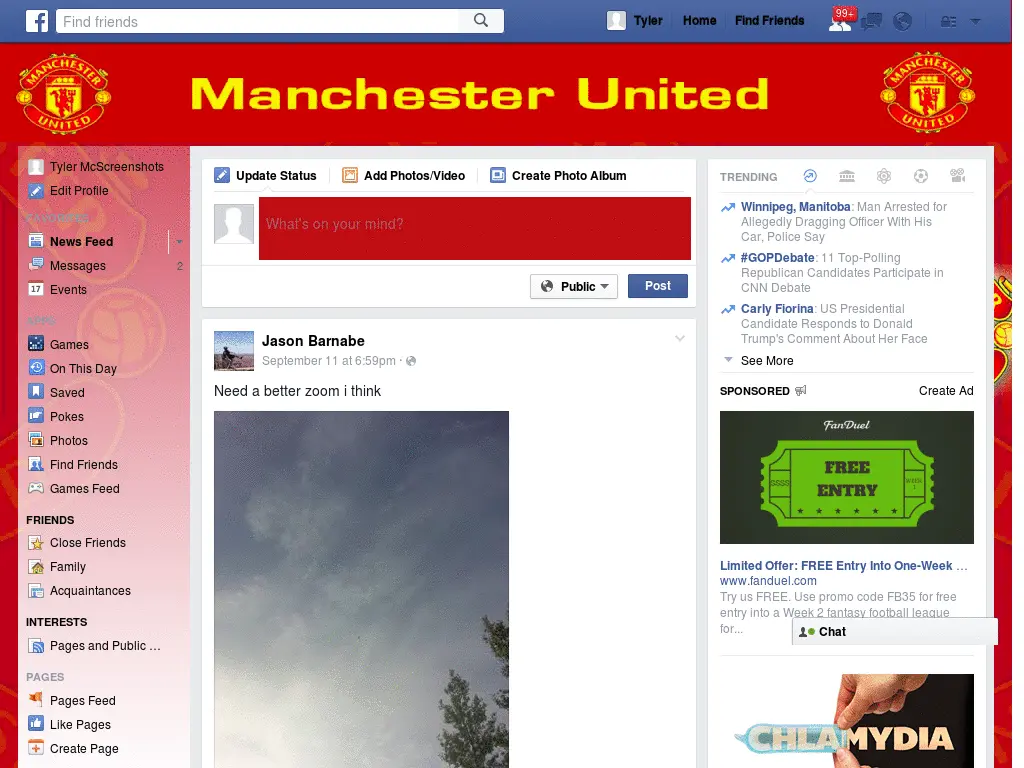 Find friends
Tyler
Home
Find Friends
99+
MANCHESTER
UNITED
Manchester United
MANCHESTER
UNITED
Tyler McScreenshots
Edit Profile
FAVORITES
News Feed
Messages
2
17
Events
APPS
Games
On This Day
Saved
Pokes
Photos
Find Friends
Games Feed
FRIENDS
Close Friends
Family
Acquaintances
INTERESTS
Pages and Public ...
PAGES
Pages Feed
Like Pages
Create Page
Update Status
Add Photos/Video
Create Photo Album
What's on your mind?
Public
Post
Jason Barnabe
September 11 at 6:59pm ·
Need a better zoom i think
TRENDING
Winnipeg, Manitoba: Man Arrested for
Allegedly Dragging Officer With His
Car, Police Say
#GOPDebate: 11 Top-Polling
Republican Candidates Participate in
CNN Debate
Carly Fiorina: US Presidential
Candidate Responds to Donald
Trump's Comment About Her Face
See More
SPONSORED
Create Ad
FanDuel
FREE
ENTRY
$$$$
WEEK
1
Limited Offer: FREE Entry Into One-Week ...
www.fanduel.com
Try us FREE. Use promo code FB35 for free
entry into a Week 2 fantasy football league
for...
Chat
CHLAMYDIA